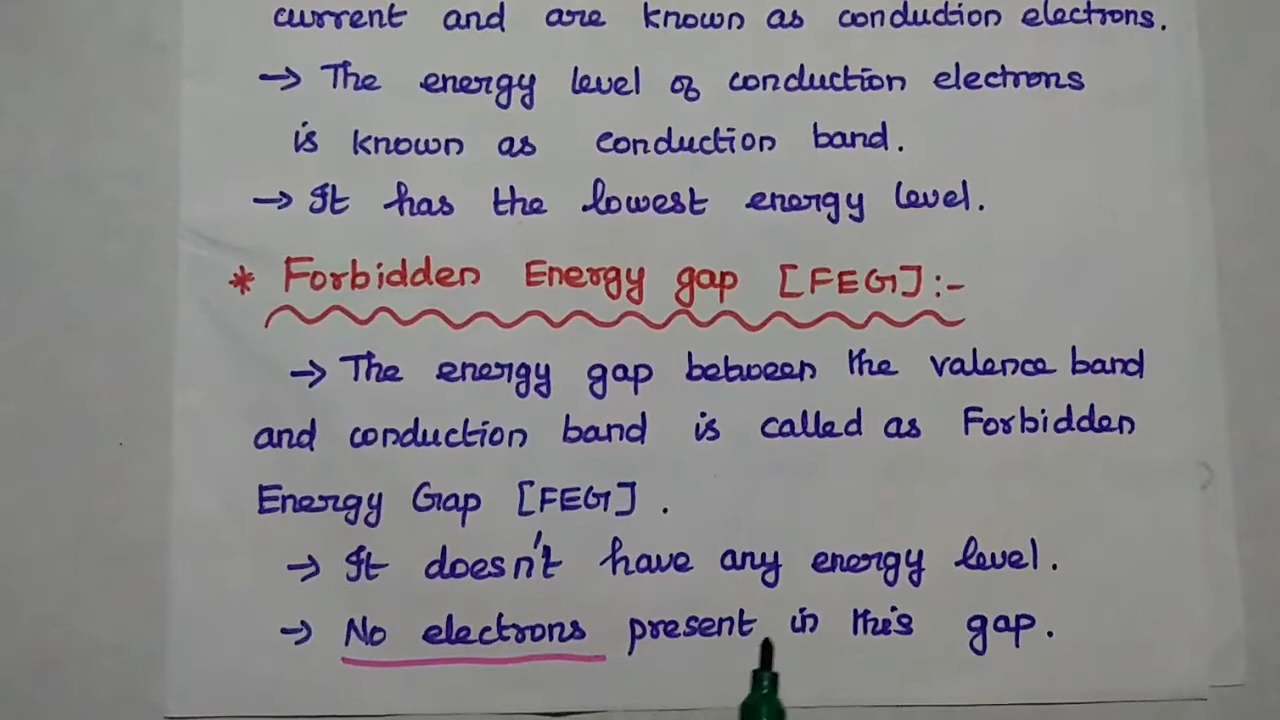 current and are known as conduction electrons.
→ The energy level of conduction electrons
is known as conduction band.
→ It has the lowest energy level.
* Forbidden Energy gap [FEG]:-
→ The energy gap between the valence band
and conduction band is called as Forbidden
Energy Gap [FEG].
→ It doesn't have any energy level.
→ No electrons present in this gap.